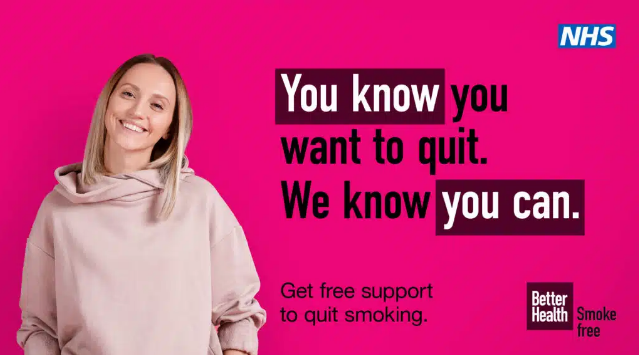 NHS
You know you
want to quit.
We know you can.
Get free support
to quit smoking.
Better
Health
Smoke
free